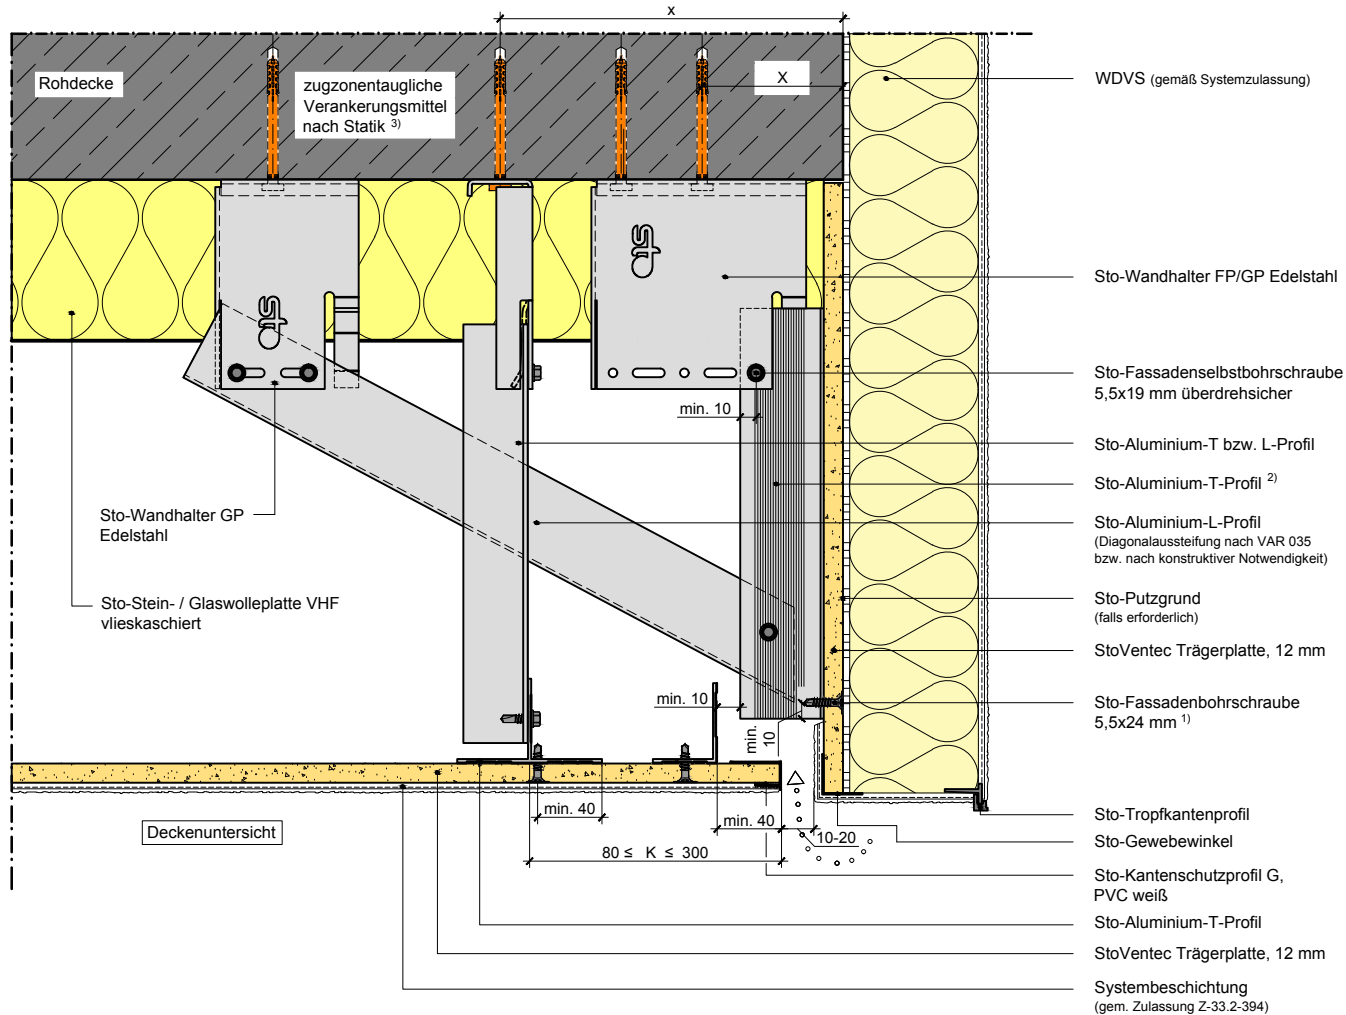 x
Rohdecke
zugzonentaugliche
Verankerungsmittel
nach Statik 3)
X
WDVS (gemäß Systemzulassung)
sto
sto
Sto-Wandhalter FP/GP Edelstahl
Sto-Fassadenselbstbohrschraube
5,5x19 mm überdrehsicher
min. 10
Sto-Aluminium-T bzw. L-Profil
Sto-Aluminium-T-Profil 2)
Sto-Wandhalter GP
Edelstahl
Sto-Aluminium-L-Profil
(Diagonalaussteifung nach VAR 035
bzw. nach konstruktiver Notwendigkeit)
Sto-Stein- / Glaswolleplatte VHF
vlieskaschiert
Sto-Putzgrund
(falls erforderlich)
StoVentec Trägerplatte, 12 mm
min. 10
Sto-Fassadenbohrschraube
5,5x24 mm 1)
min.
10
min. 40
min. 40
10-20
Sto-Tropfkantenprofil
Deckenuntersicht
Sto-Gewebewinkel
80 ≤ K ≤ 300
Sto-Kantenschutzprofil G,
PVC weiß
Sto-Aluminium-T-Profil
StoVentec Trägerplatte, 12 mm
Systembeschichtung
(gem. Zulassung Z-33.2-394)